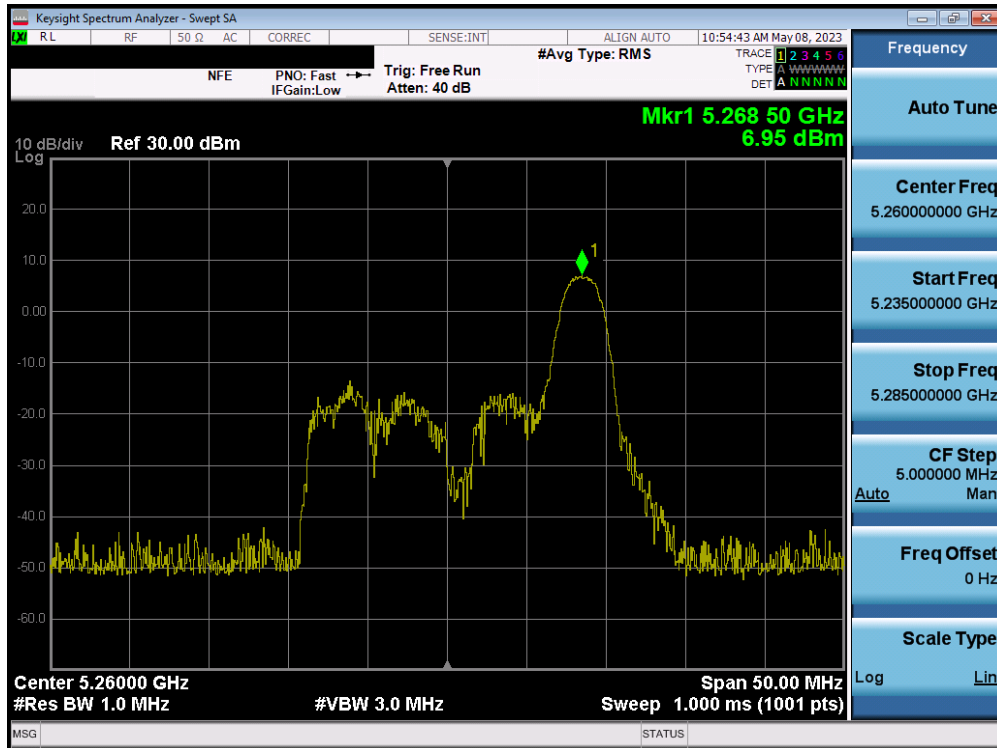 Keysight Spectrum Analyzer - Swept SA
LXI RL RF 50 Ω AC CORREC SENSE:INT ALIGN AUTO 10:54:43 AM May 08, 2023
Frequency
#Avg Type: RMS TRACE 1 2 3 4 5 6
NFE PNO: Fast Trig: Free Run TYPE A WWWWW
IFGain:Low Atten: 40 dB DET A N N N N N
Auto Tune
Mkr1 5.268 50 GHz
6.95 dBm
10 dB/div Ref 30.00 dBm
Log
1
20.0
10.0
0.00
-10.0
-20.0
-30.0
-40.0
-50.0
-60.0
Center Freq
5.260000000 GHz
Start Freq
5.235000000 GHz
Stop Freq
5.285000000 GHz
CF Step
5.000000 MHz
Auto Man
Freq Offset
0 Hz
Scale Type
Log Lin
Center 5.26000 GHz Span 50.00 MHz
#Res BW 1.0 MHz #VBW 3.0 MHz Sweep 1.000 ms (1001 pts)
MSG STATUS